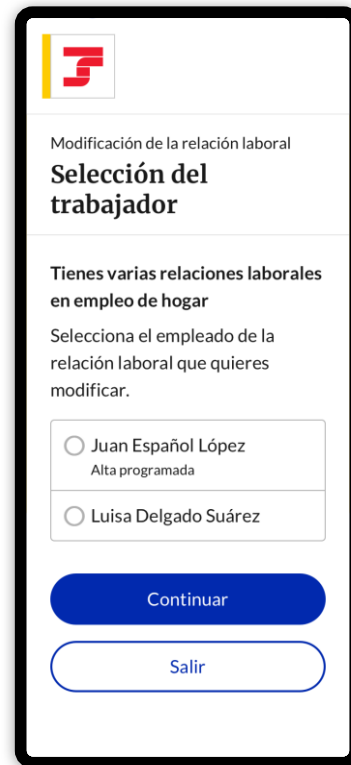 Modificación de la relación laboral
Selección del
trabajador
Tienes varias relaciones laborales
en empleo de hogar
Selecciona el empleado de la
relación laboral que quieres
modificar.
Juan Español López
Alta programada
Luisa Delgado Suárez
Continuar
Salir